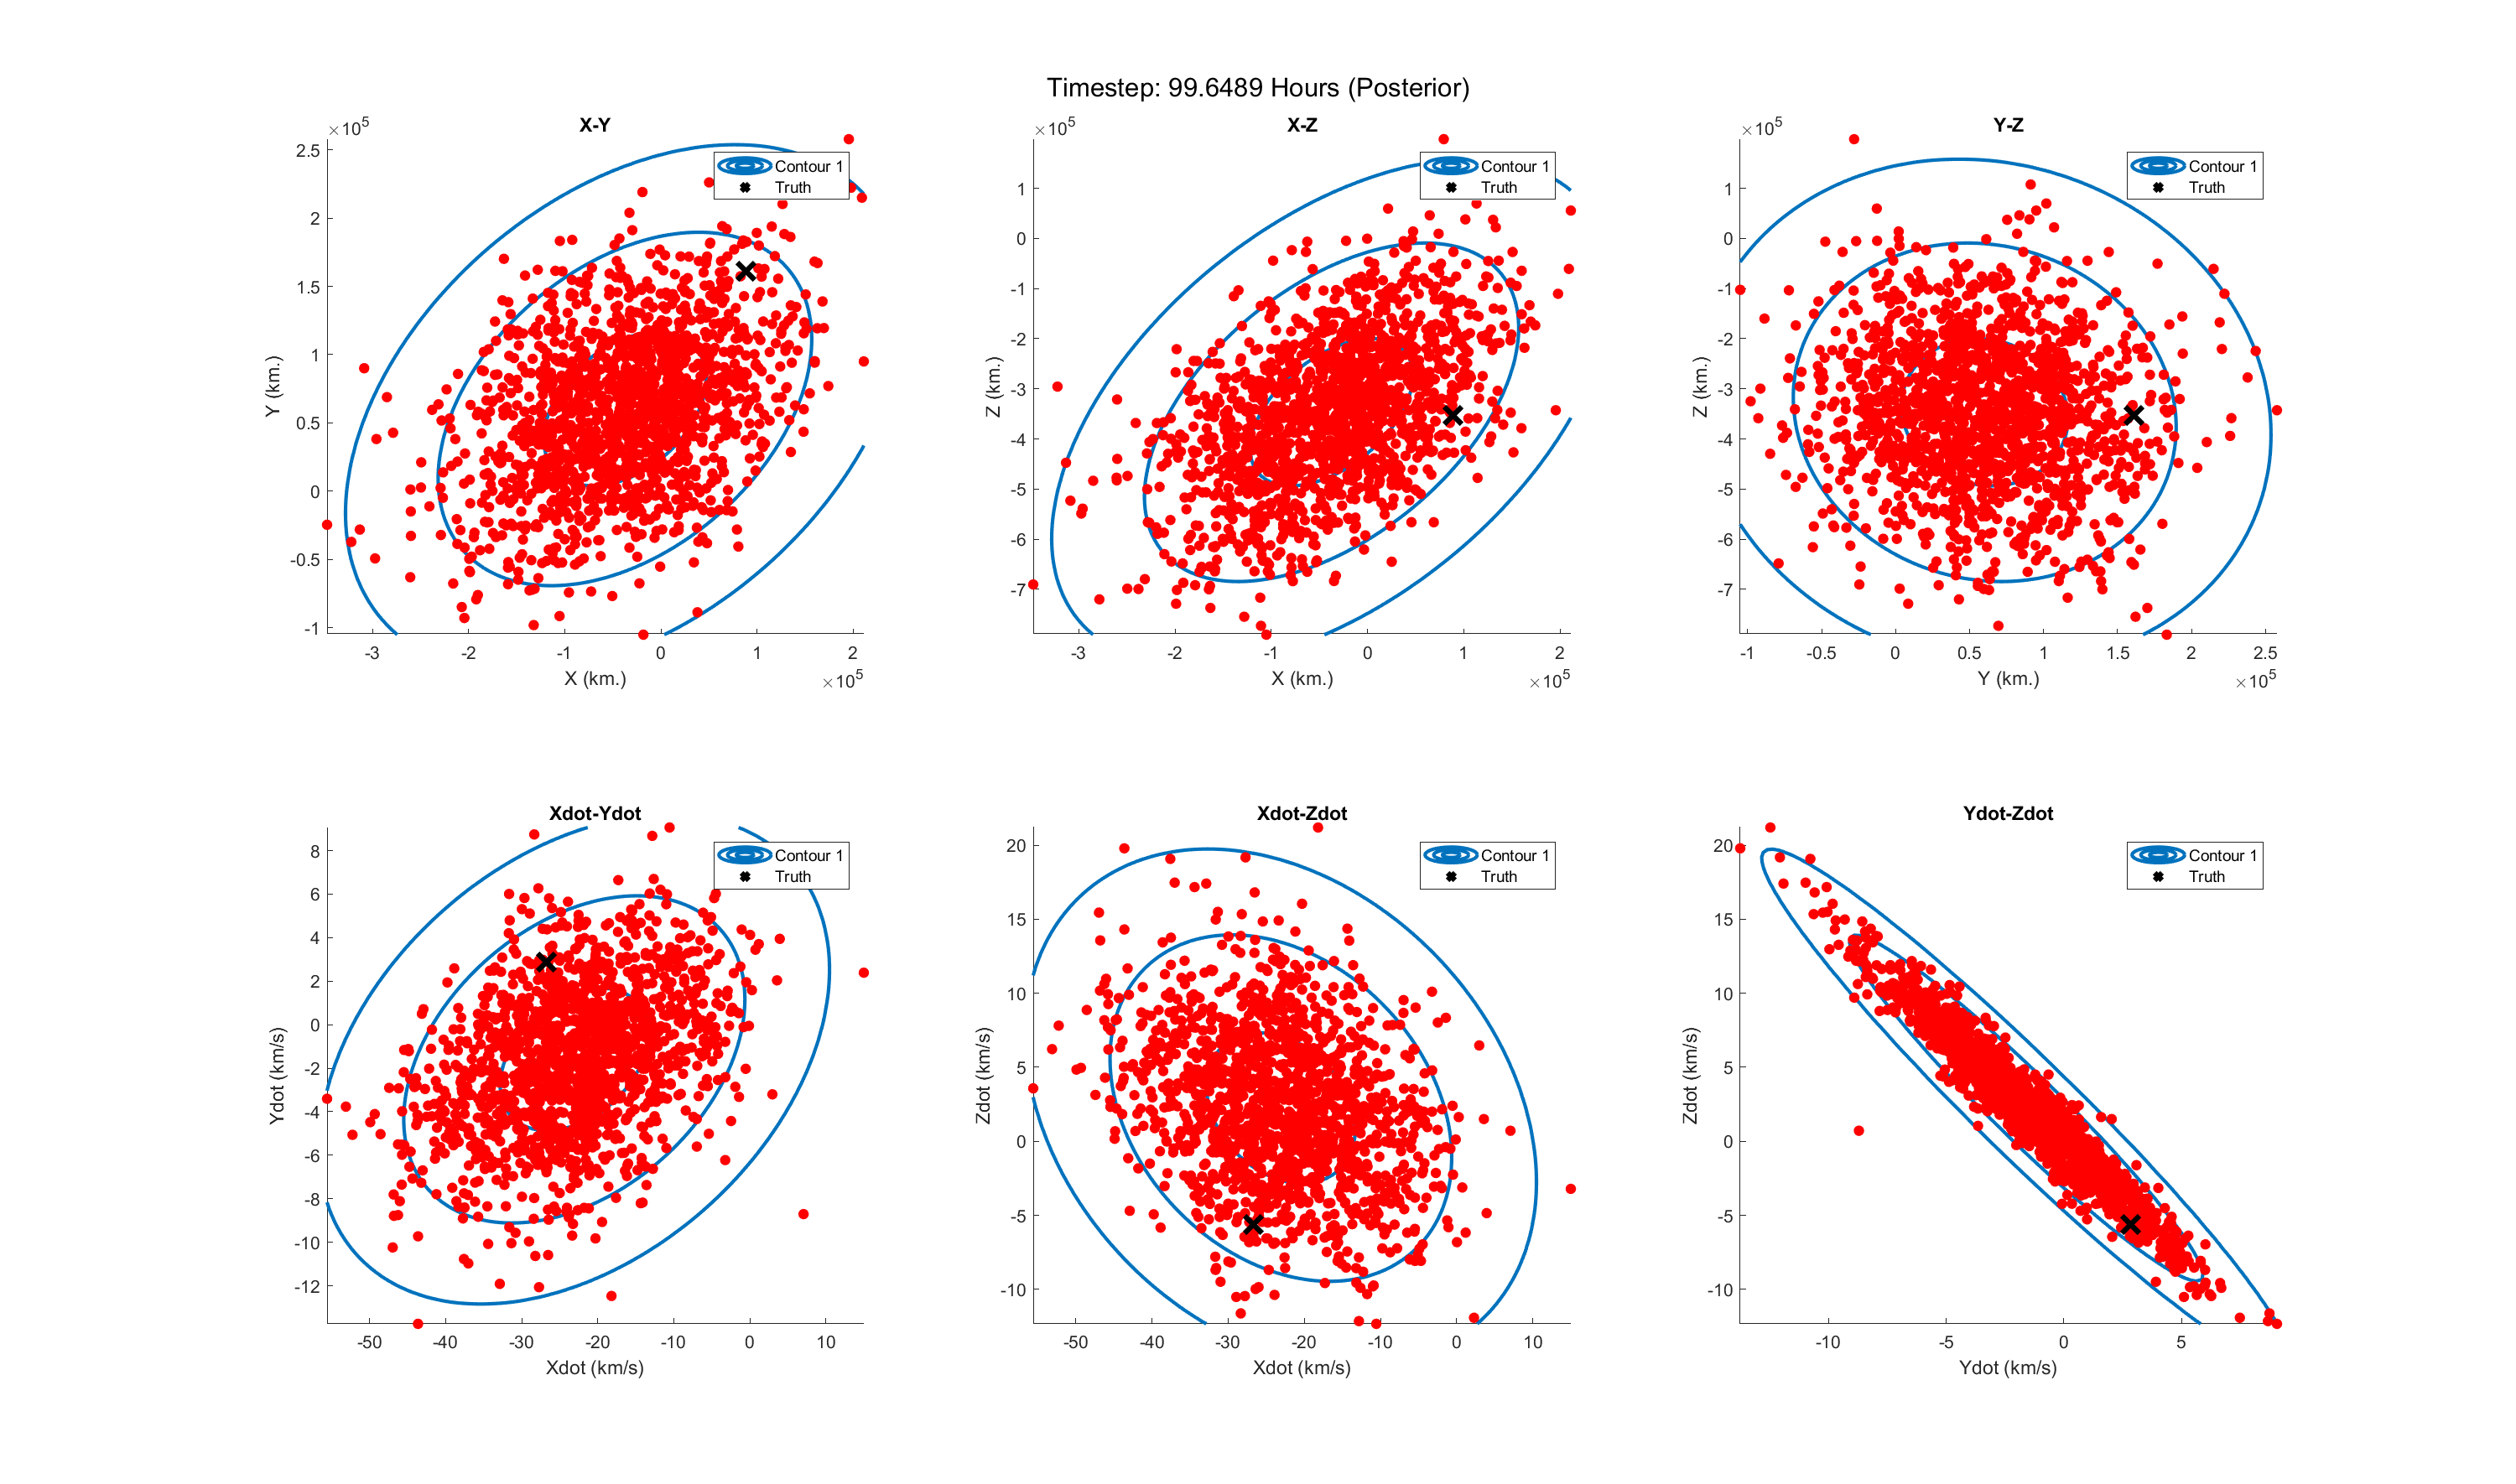 Timestep: 99.6489 Hours (Posterior)
X-Y
×10^5
Contour 1
Truth
2.5
2
1.5
1
0.5
0
-0.5
-1
Y (km.)
-3 -2 -1 0 1 2
X (km.)
×10^5
X-Z
×10^5
Contour 1
Truth
1
0
-1
-2
-3
-4
-5
-6
-7
Z (km.)
-3 -2 -1 0 1 2
X (km.)
×10^5
Y-Z
×10^5
Contour 1
Truth
1
0
-1
-2
-3
-4
-5
-6
-7
Z (km.)
-1 -0.5 0 0.5 1 1.5 2 2.5
Y (km.)
×10^5
Xdot-Ydot
Contour 1
Truth
8
6
4
2
0
-2
-4
-6
-8
-10
-12
Ydot (km/s)
-50 -40 -30 -20 -10 0 10
Xdot (km/s)
Xdot-Zdot
Contour 1
Truth
20
15
10
5
0
-5
-10
Zdot (km/s)
-50 -40 -30 -20 -10 0 10
Xdot (km/s)
Ydot-Zdot
Contour 1
Truth
20
15
10
5
0
-5
-10
Zdot (km/s)
-10 -5 0 5
Ydot (km/s)